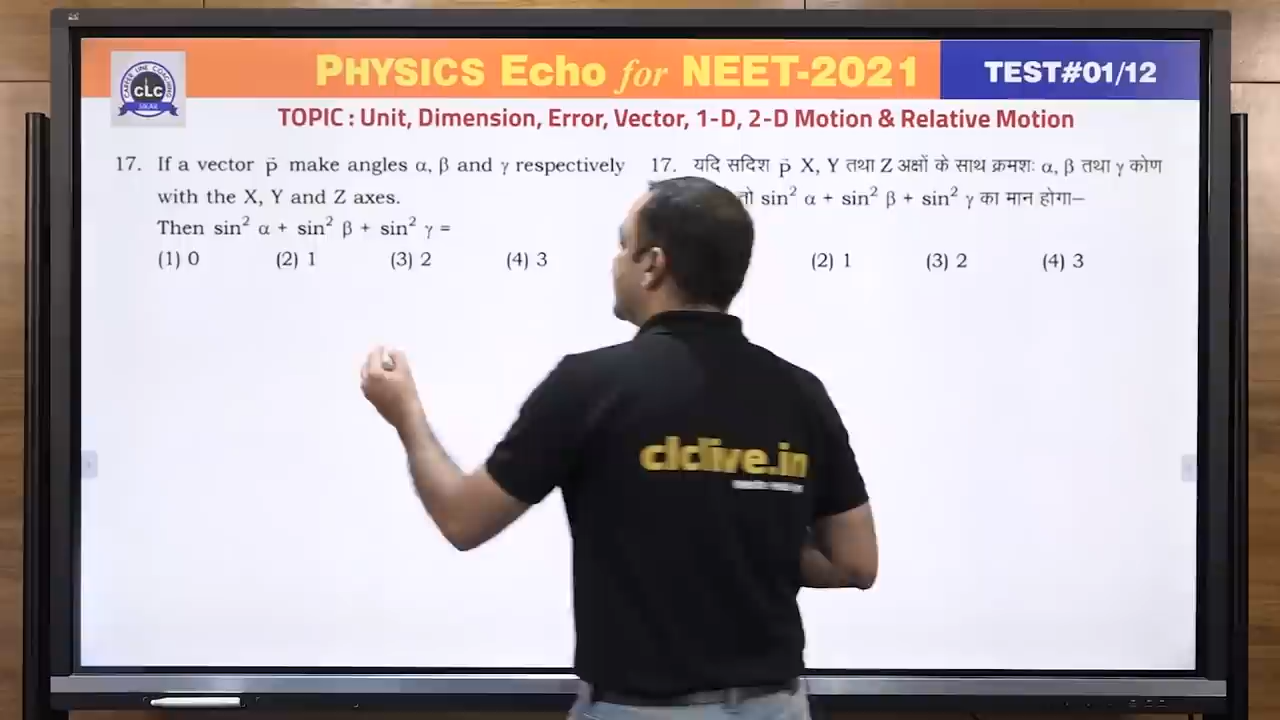 PHYSICS Echo for NEET-2021
TEST#01/12
CLC
TOPIC : Unit, Dimension, Error, Vector, 1-D, 2-D Motion & Relative Motion
17. If a vector p⃗ make angles α, β and γ respectively
with the X, Y and Z axes.
Then sin² α + sin² β + sin² γ =
(1) 0 (2) 1 (3) 2 (4) 3
17. यदि सदिश p⃗ X, Y तथा Z अक्षों के साथ क्रमशः α, β तथा γ कोण
तो sin² α + sin² β + sin² γ का मान होगा–
(2) 1 (3) 2 (4) 3
clclive.in